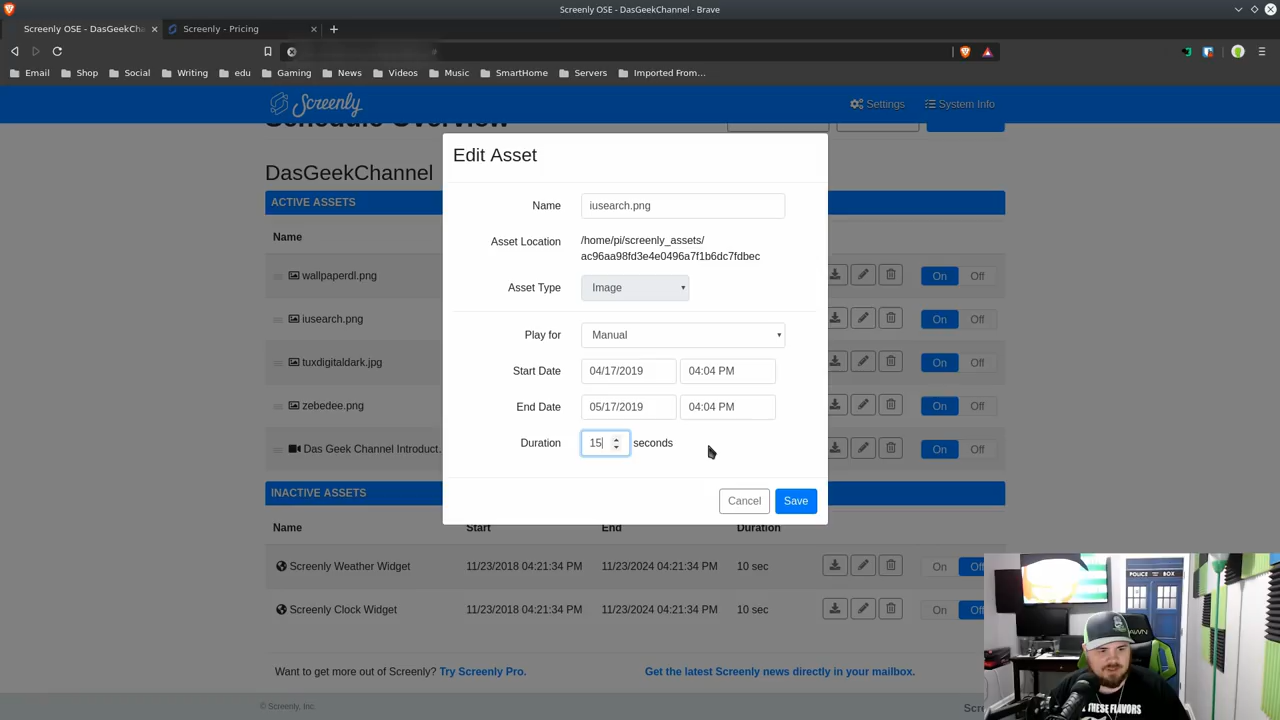 Screenly OSE - DasGeekChannel - Brave
Screenly OSE - DasGeekCha
Screenly - Pricing
Email
Shop
Social
Writing
edu
Gaming
News
Videos
Music
SmartHome
Servers
Imported From...
Screenly
Settings
System Info
Schedule Overview
DasGeekChannel
ACTIVE ASSETS
Name
wallpaperdl.png
On Off
iusearch.png
On Off
tuxdigitaldark.jpg
On Off
zebedee.png
On Off
Das Geek Channel Introduct...
On Off
Edit Asset
Name
iusearch.png
Asset Location
/home/pi/screenly_assets/
ac96aa98fd3e4e0496a7f1b6dc7fdbec
Asset Type
Image
Play for
Manual
Start Date
04/17/2019
04:04 PM
End Date
05/17/2019
04:04 PM
Duration
15
seconds
Cancel
Save
INACTIVE ASSETS
Name
Start
End
Duration
Screenly Weather Widget
11/23/2018 04:21:34 PM
11/23/2024 04:21:34 PM
10 sec
On Off
Screenly Clock Widget
11/23/2018 04:21:34 PM
11/23/2024 04:21:34 PM
10 sec
On Off
Want to get more out of Screenly? Try Screenly Pro.
Get the latest Screenly news directly in your mailbox.
© Screenly, Inc.
POLICE BOX
THESE FLAVORS